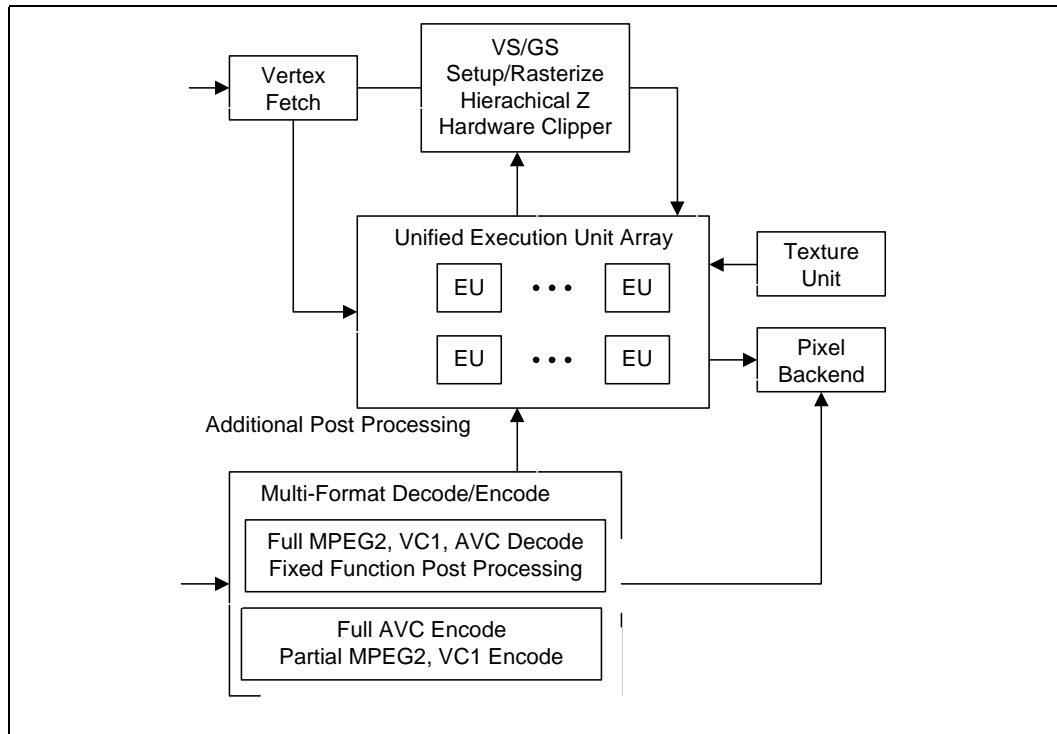 VS/GS
Setup/Rasterize
Hierachical Z
Hardware Clipper
Vertex
Fetch
Unified Execution Unit Array
EU • • • EU
EU • • • EU
Texture
Unit
Pixel
Backend
Additional Post Processing
Multi-Format Decode/Encode
Full MPEG2, VC1, AVC Decode
Fixed Function Post Processing
Full AVC Encode
Partial MPEG2, VC1 Encode